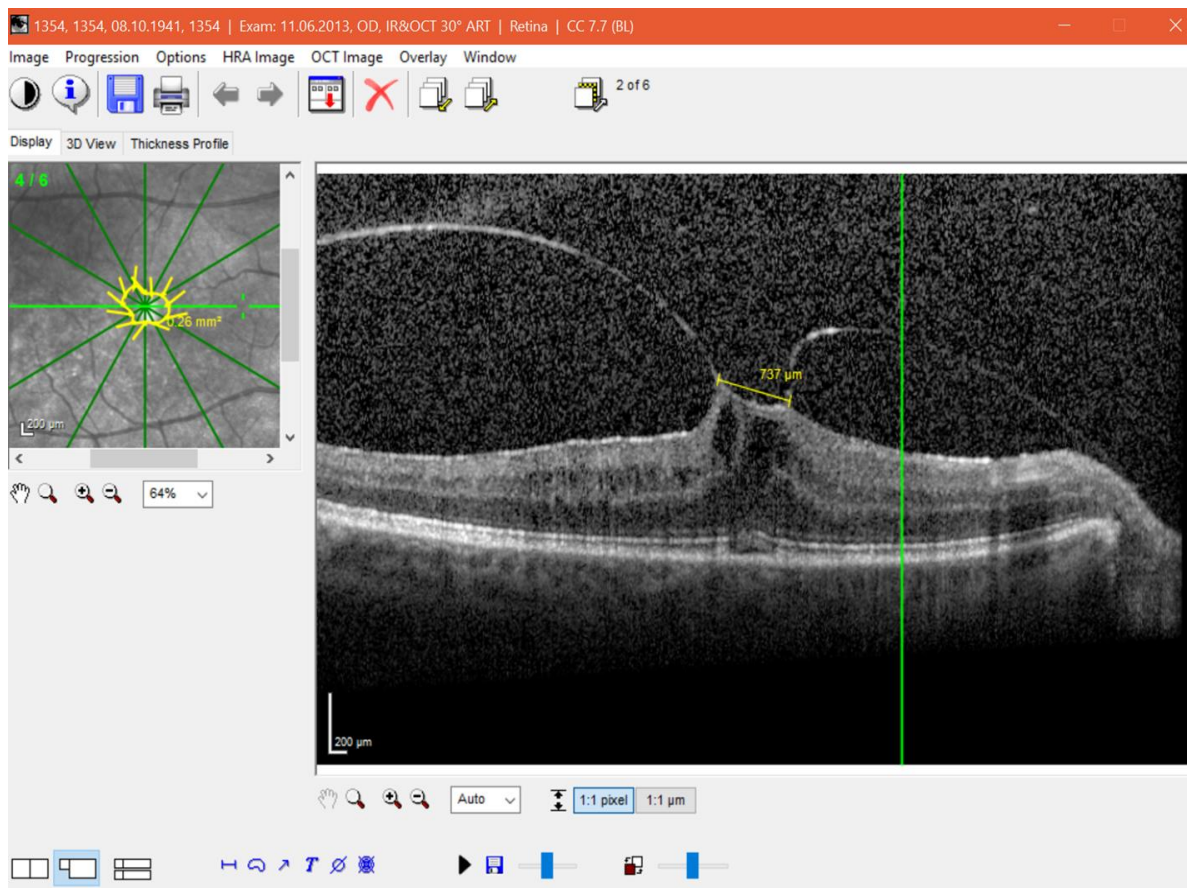 1354, 1354, 08.10.1941, 1354 | Exam: 11.06.2013, OD, IR&OCT 30° ART | Retina | CC 7.7 (BL)
Image Progression Options HRA Image OCT Image Overlay Window
2 of 6
Display 3D View Thickness Profile
4 / 6
0.26 mm²
200 µm
737 µm
200 µm
64%
Auto 1:1 pixel 1:1 µm
T